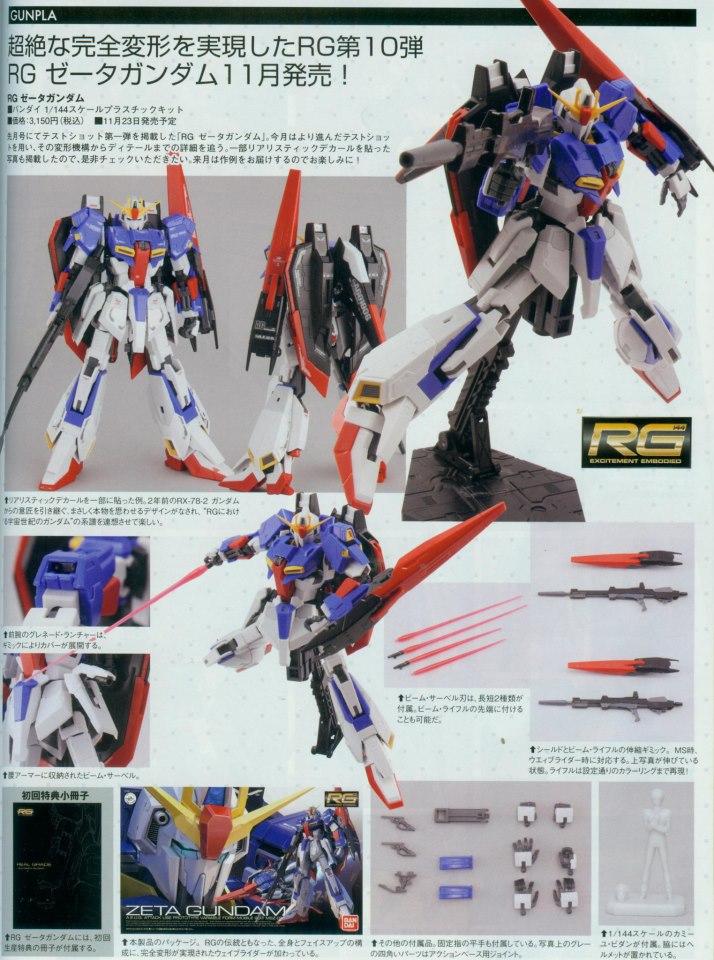 GUNPLA
超絶な完全変形を実現したRG第10弾
RG ゼータガンダム11月発売！
RG ゼータガンダム
■バンダイ 1/144スケールプラスチックキット
■価格:3,150円(税込) ■11月23日発売予定
先月号にてテストショット第一弾を掲載した「RG ゼータガンダム」。今月はより進んだテストショッ
トを用い、その変形機構からディテールまでの詳細を追う。一部リアリスティックデカールを貼った
写真も掲載したので、是非チェックいただきたい。来月は作例をお届けするのでお楽しみに！
RG
1/144
EXCITEMENT EMBODIED
⬆リアリスティックデカールを一部に貼った例。2年前のRX-78-2 ガンダム
からの意匠を引き継ぐ、まさしく本物を思わせるデザインがなされ、“RGにおけ
る宇宙世紀のガンダム”の系譜を連想させて楽しい。
⬆前腕のグレネード・ランチャーは、
ギミックによりカバーが展開する。
⬆腰アーマーに収納されたビーム・サーベル。
⬆ビーム・サーベル刃は、長短2種類が
付属。ビーム・ライフルの先端に付ける
ことも可能だ。
⬆シールドとビーム・ライフルの伸縮ギミック。MS時、
ウエイブライダー時に対応する。上写真が伸びている
状態。ライフルは設定通りのカラーリングまで再現！
初回特典小冊子
RG
REAL GRADE
⬆RG ゼータガンダムには、初回
生産特典の冊子が付属する。
RG
ZETA GUNDAM
BANDAI
⬆本製品のパッケージ。RGの伝統ともなった、全身とフェイスアップの構
成に、完全変形が実現されたウェイブライダーが加わっている。
⬆その他の付属品。固定指の平手も付属している。写真上のグレー
の四角いパーツはアクションベース用ジョイント。
⬆1/144スケールのカミー
ユ・ビダンが付属。脇にはヘ
ルメットが置かれている。